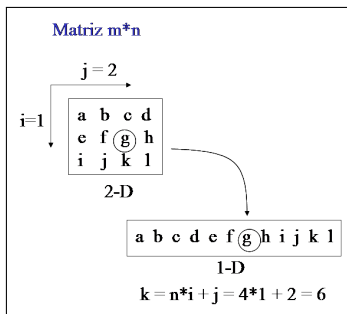 Matriz m*n
j = 2
i=1
a b c d
e f g h
i j k l
2-D
a b c d e f g h i j k l
1-D
k = n*i + j = 4*1 + 2 = 6